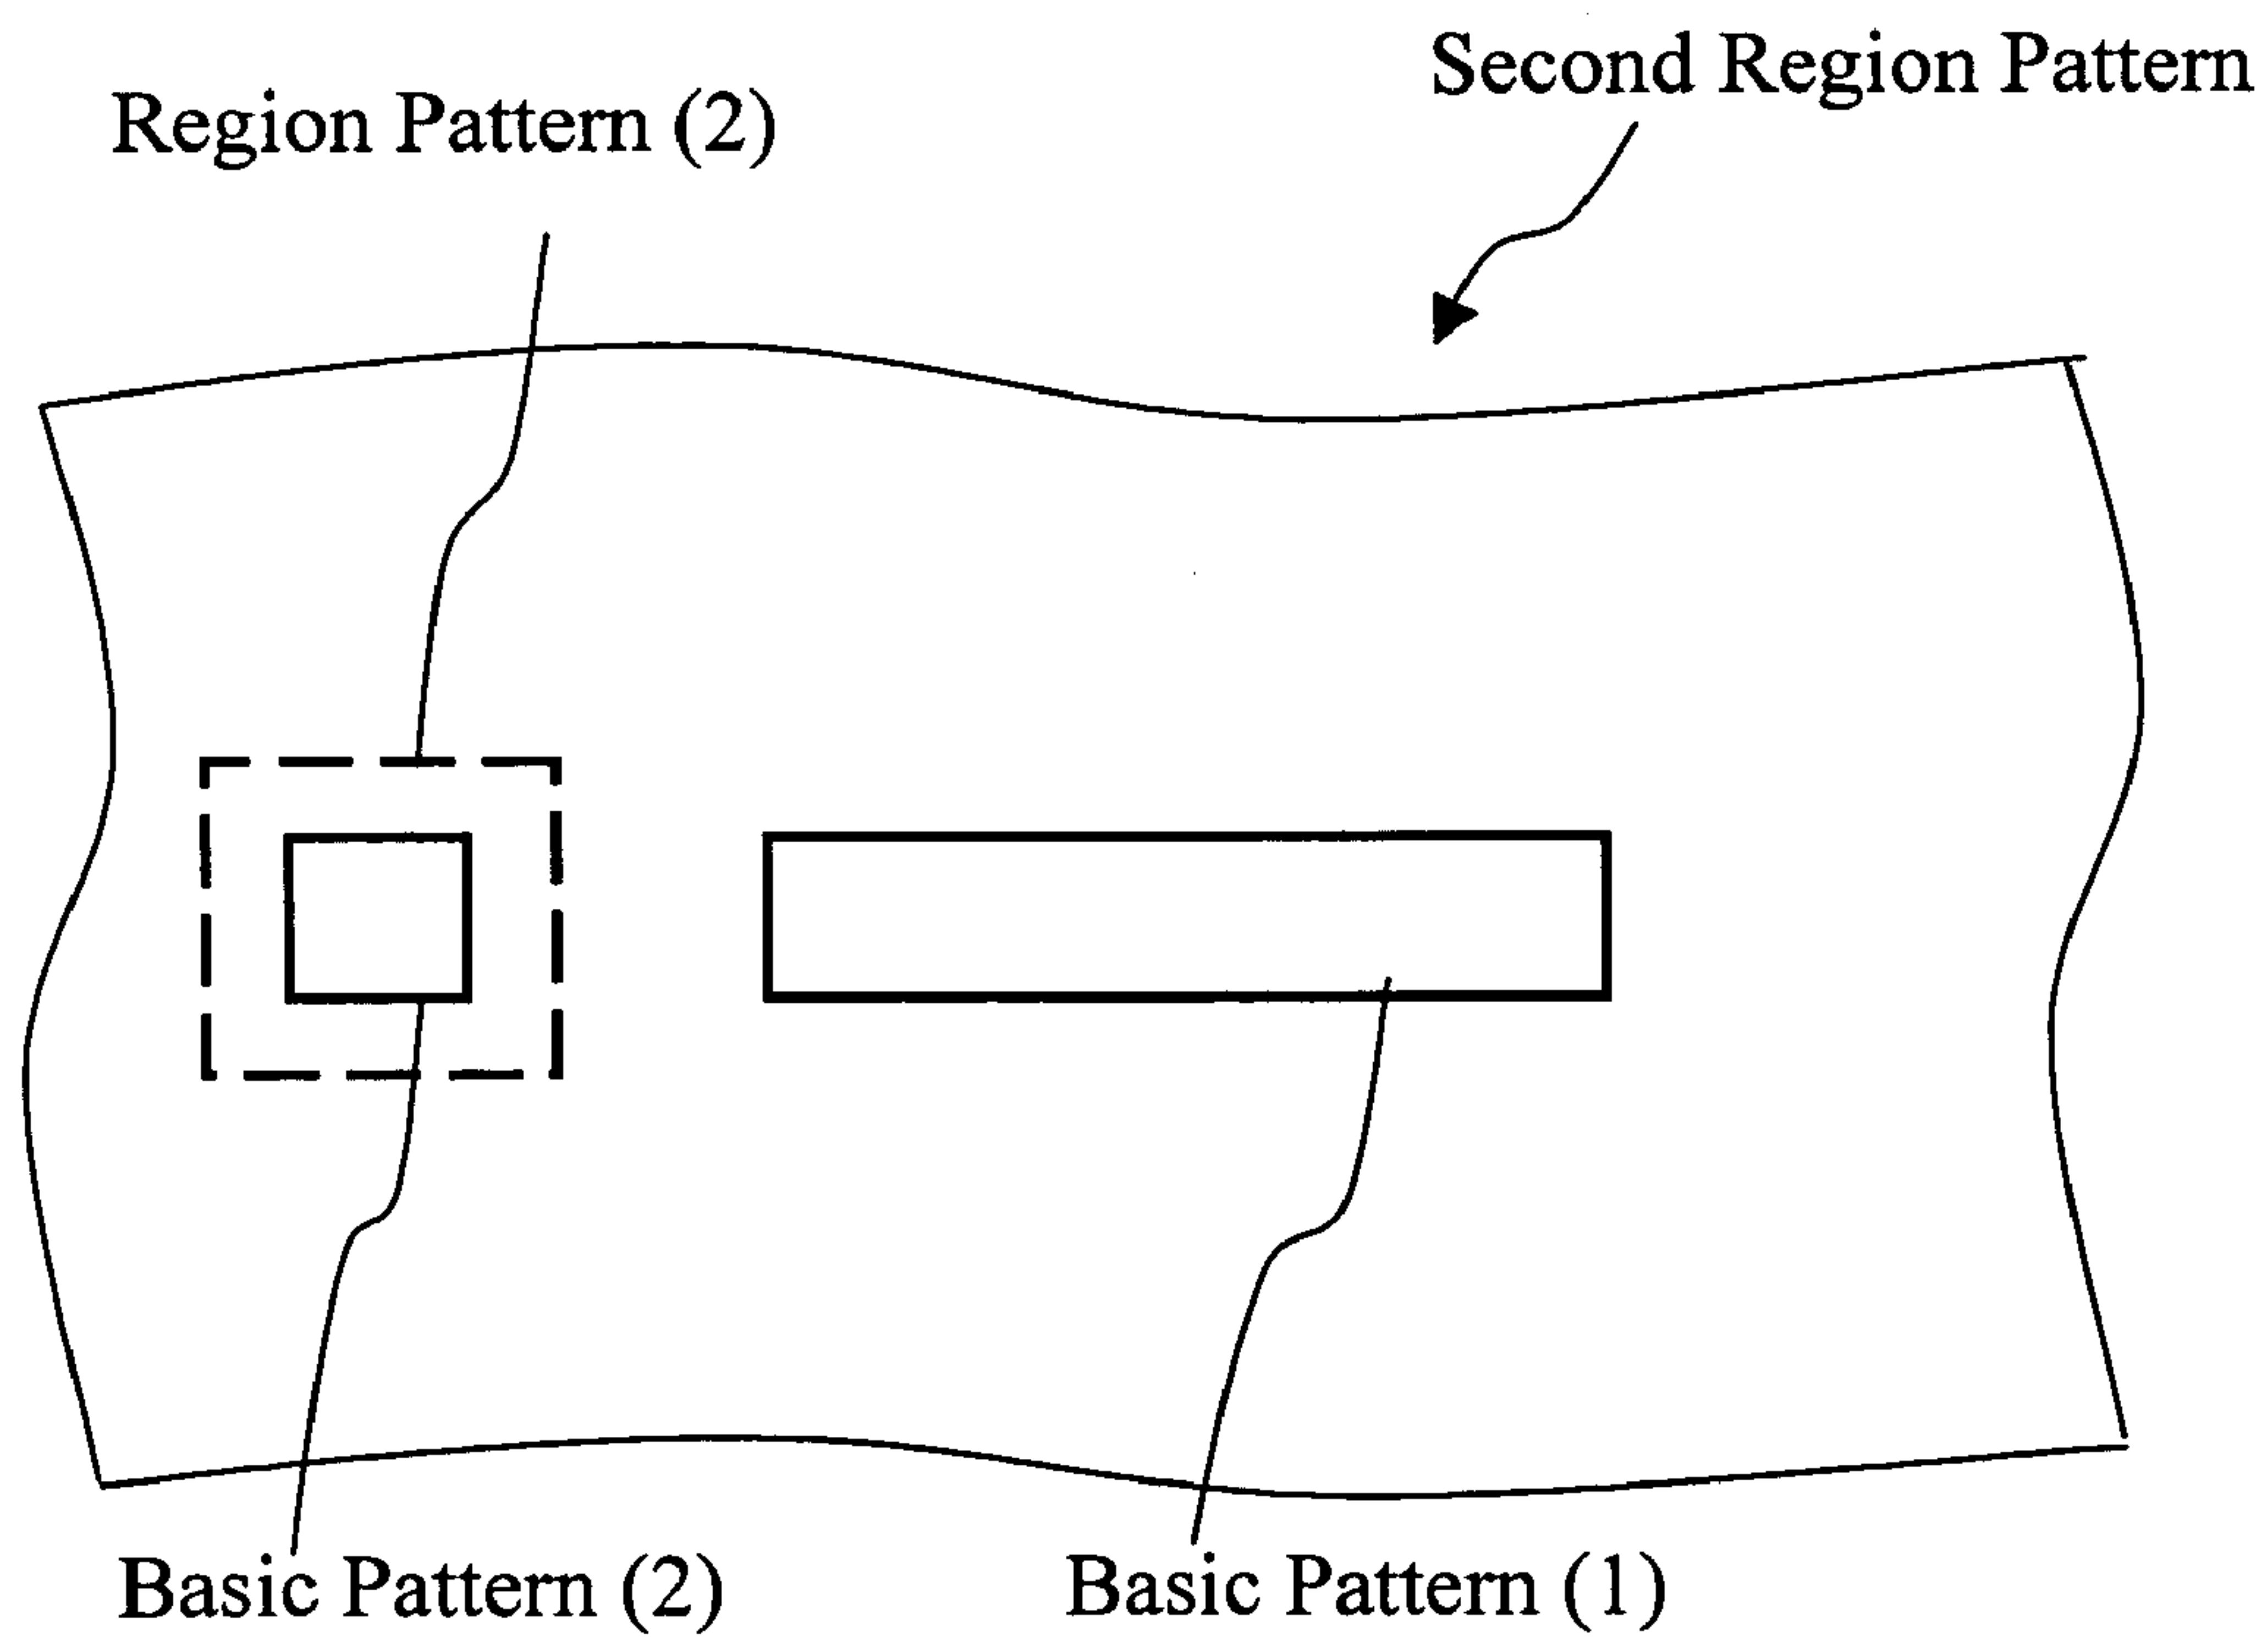 Second Region Pattern
Region Pattern (2)
Basic Pattern (2)
Basic Pattern (1)